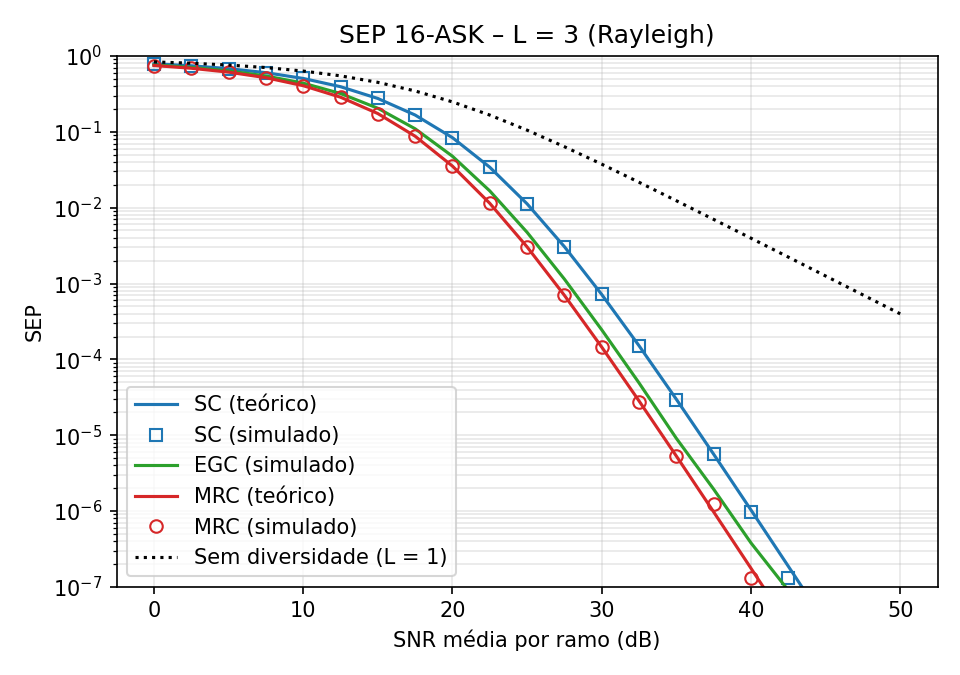 SEP 16-ASK – L = 3 (Rayleigh)
10⁰
10⁻¹
10⁻²
10⁻³
10⁻⁴
10⁻⁵
10⁻⁶
10⁻⁷
SEP
SC (teórico)
SC (simulado)
EGC (simulado)
MRC (teórico)
MRC (simulado)
Sem diversidade (L = 1)
0 10 20 30 40 50
SNR média por ramo (dB)